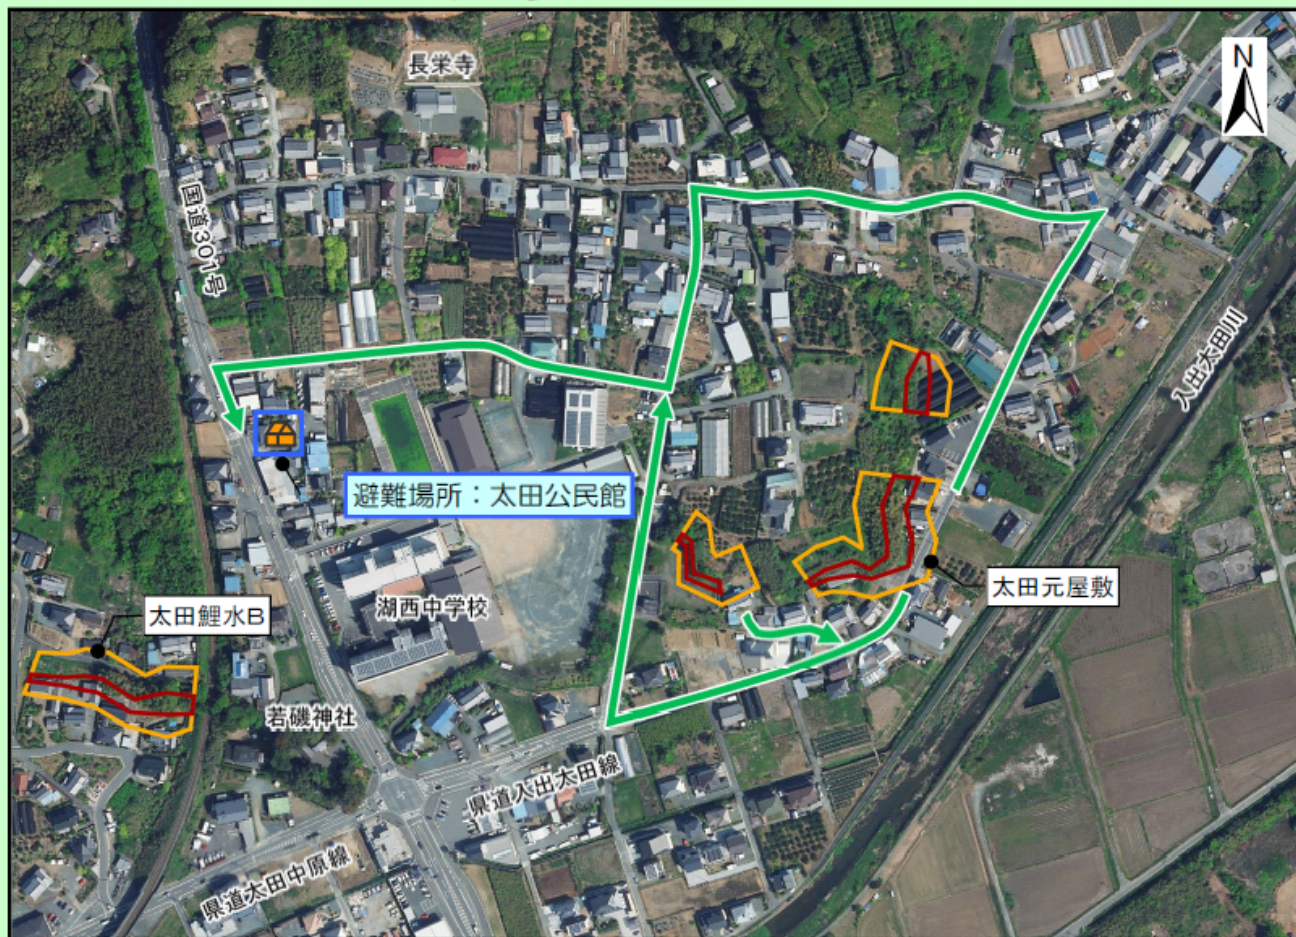 長栄寺
N
国道301号
入出太田川
避難場所：太田公民館
太田元屋敷
太田鯉水B
湖西中学校
若磯神社
県道入出太田線
県道太田中原線